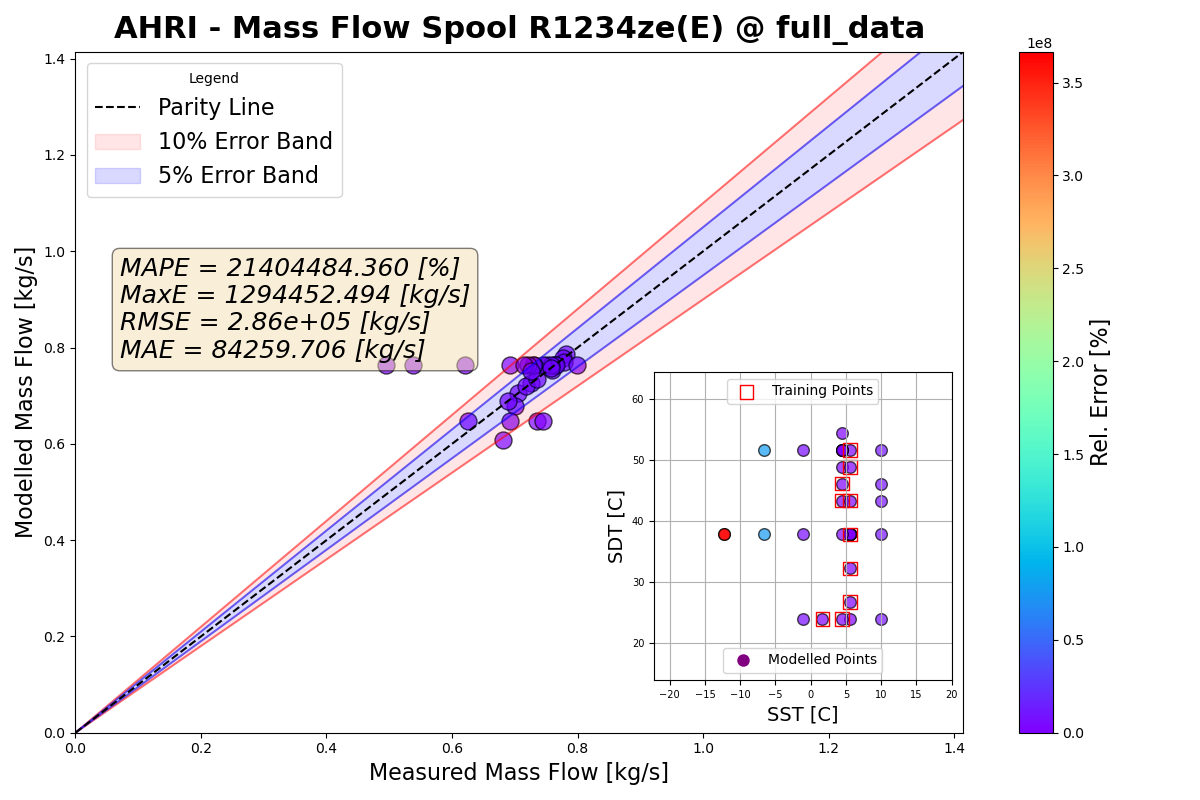 AHRI - Mass Flow Spool R1234ze(E) @ full_data
1e8
Legend
Parity Line
10% Error Band
5% Error Band
MAPE = 21404484.360 [%]
MaxE = 1294452.494 [kg/s]
RMSE = 2.86e+05 [kg/s]
MAE = 84259.706 [kg/s]
Modelled Mass Flow [kg/s]
1.4
1.2
1.0
0.8
0.6
0.4
0.2
0.0
0.0 0.2 0.4 0.6 0.8 1.0 1.2 1.4
Measured Mass Flow [kg/s]
Training Points
Modelled Points
SDT [C]
60
50
40
30
20
−20 −15 −10 −5 0 5 10 15 20
SST [C]
3.5
3.0
2.5
2.0
1.5
1.0
0.5
0.0
Rel. Error [%]